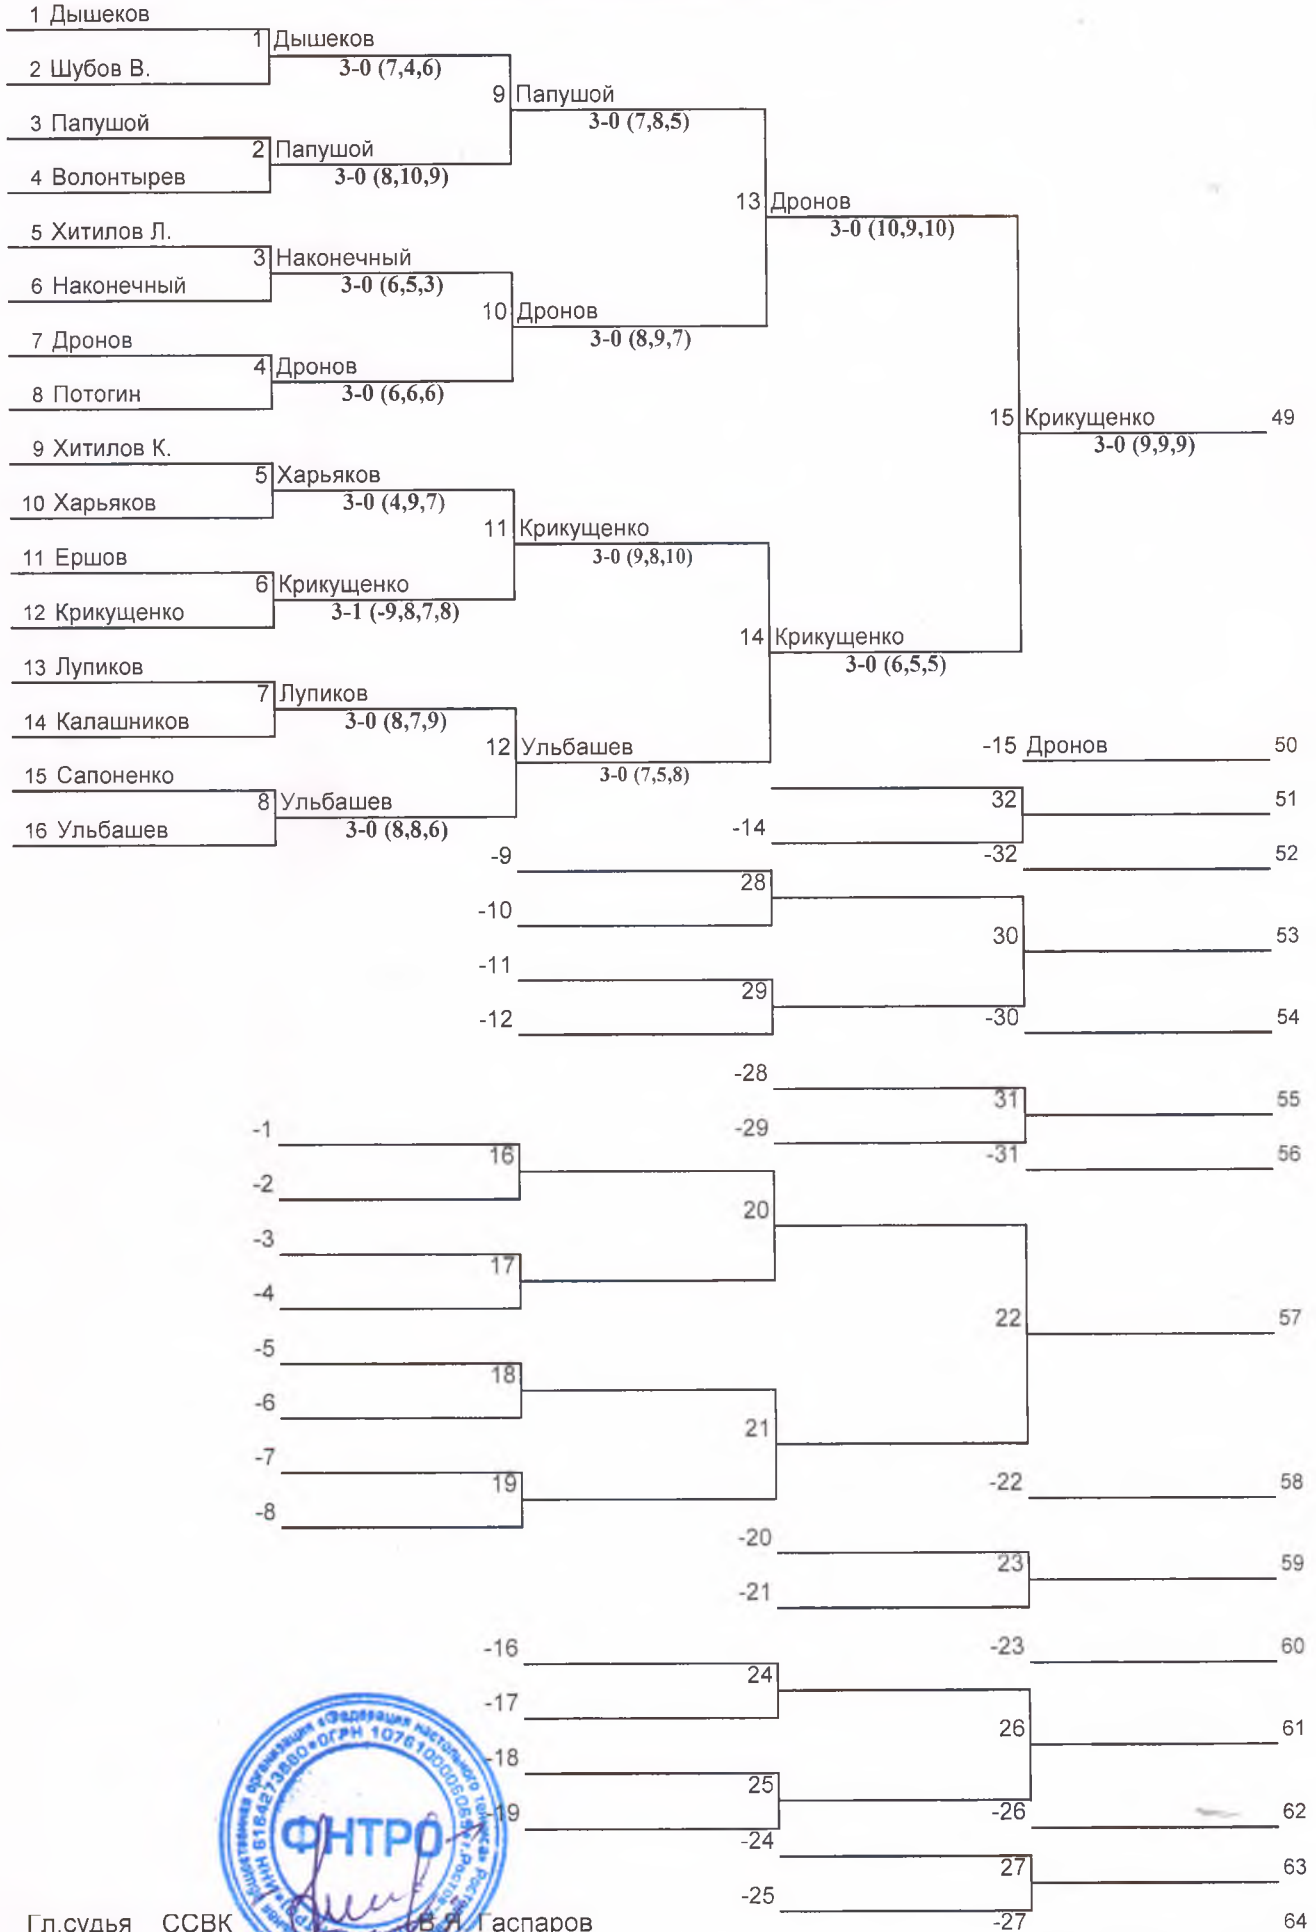 1 Дышеков
1 Дышеков
3-0 (7,4,6)
2 Шубов В.
9 Папушой
3-0 (7,8,5)
3 Папушой
2 Папушой
3-0 (8,10,9)
4 Волонтырев
13 Дронов
3-0 (10,9,10)
5 Хитилов Л.
3 Наконечный
3-0 (6,5,3)
6 Наконечный
10 Дронов
3-0 (8,9,7)
7 Дронов
4 Дронов
3-0 (6,6,6)
8 Потогин
15 Крикущенко 49
3-0 (9,9,9)
9 Хитилов К.
5 Харьяков
3-0 (4,9,7)
10 Харьяков
11 Крикущенко
3-0 (9,8,10)
11 Ершов
6 Крикущенко
3-1 (-9,8,7,8)
12 Крикущенко
14 Крикущенко
3-0 (6,5,5)
13 Лупиков
7 Лупиков
3-0 (8,7,9)
14 Калашников
12 Ульбашев
3-0 (7,5,8)
-15 Дронов 50
15 Сапоненко
8 Ульбашев
3-0 (8,8,6)
16 Ульбашев
32 51
-14
-32 52
-9
28
-10
30 53
-11
29
-12
-30 54
-28
31 55
-29
-31 56
-1
16
-2
20
-3
17
-4
22 57
-5
18
-6
21
-7
19
-8
-22 58
-20
23 59
-21
-23 60
-16
24
-17
26 61
-18
25
-19
-26 62
-24
27 63
-25
-27 64
общественная организация «Федерация настольного тенниса
ИНН 6164273880 ОГРН
ФНТРО
Гл.судья ССВК В.Я. Гаспаров